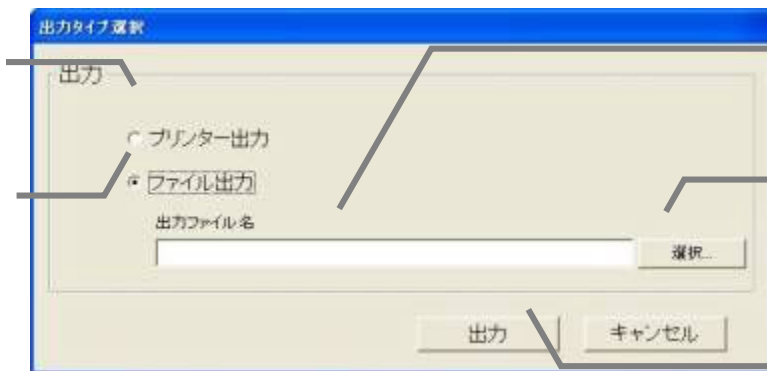 出力タイプ選択
出力
プリンター出力
ファイル出力
出力ファイル名
選択...
出力 キャンセル